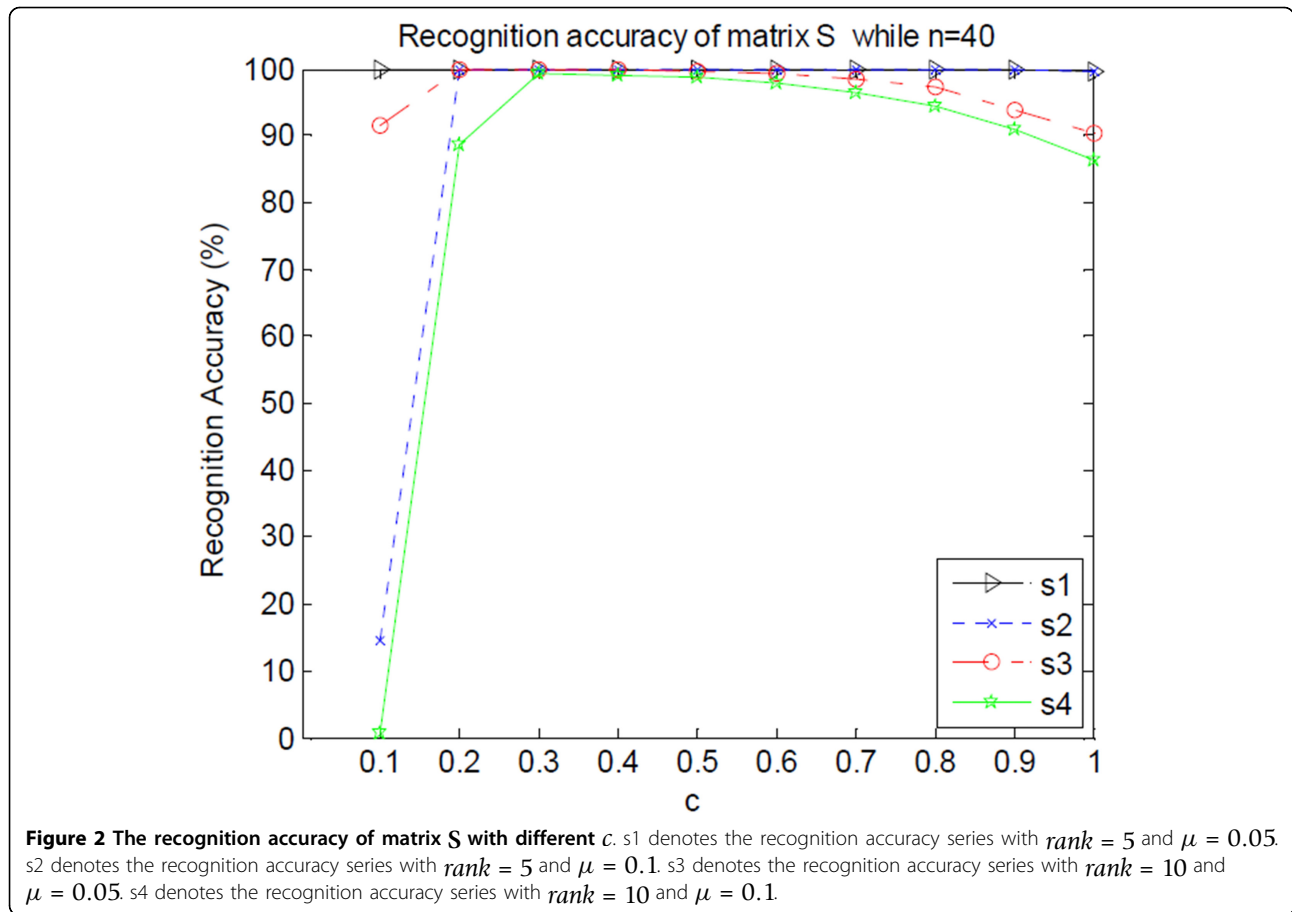 Recognition accuracy of matrix S while n=40
100
90
80
70
60
50
40
30
20
10
0
Recognition Accuracy (%)
0.1 0.2 0.3 0.4 0.5 0.6 0.7 0.8 0.9 1
c
s1
s2
s3
s4
Figure 2 The recognition accuracy of matrix S with different c. s1 denotes the recognition accuracy series with rank = 5 and μ = 0.05.
s2 denotes the recognition accuracy series with rank = 5 and μ = 0.1. s3 denotes the recognition accuracy series with rank = 10 and
μ = 0.05. s4 denotes the recognition accuracy series with rank = 10 and μ = 0.1.